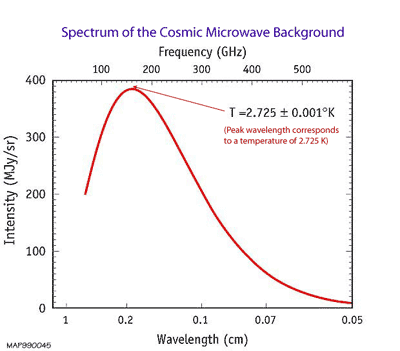 Spectrum of the Cosmic Microwave Background
Frequency (GHz)
100 200 300 400 500
400
300
200
100
0
Intensity (MJy/sr)
T =2.725 ± 0.001°K
(Peak wavelength corresponds
to a temperature of 2.725 K)
1 0.2 0.1 0.07 0.05
Wavelength (cm)
MAP990045